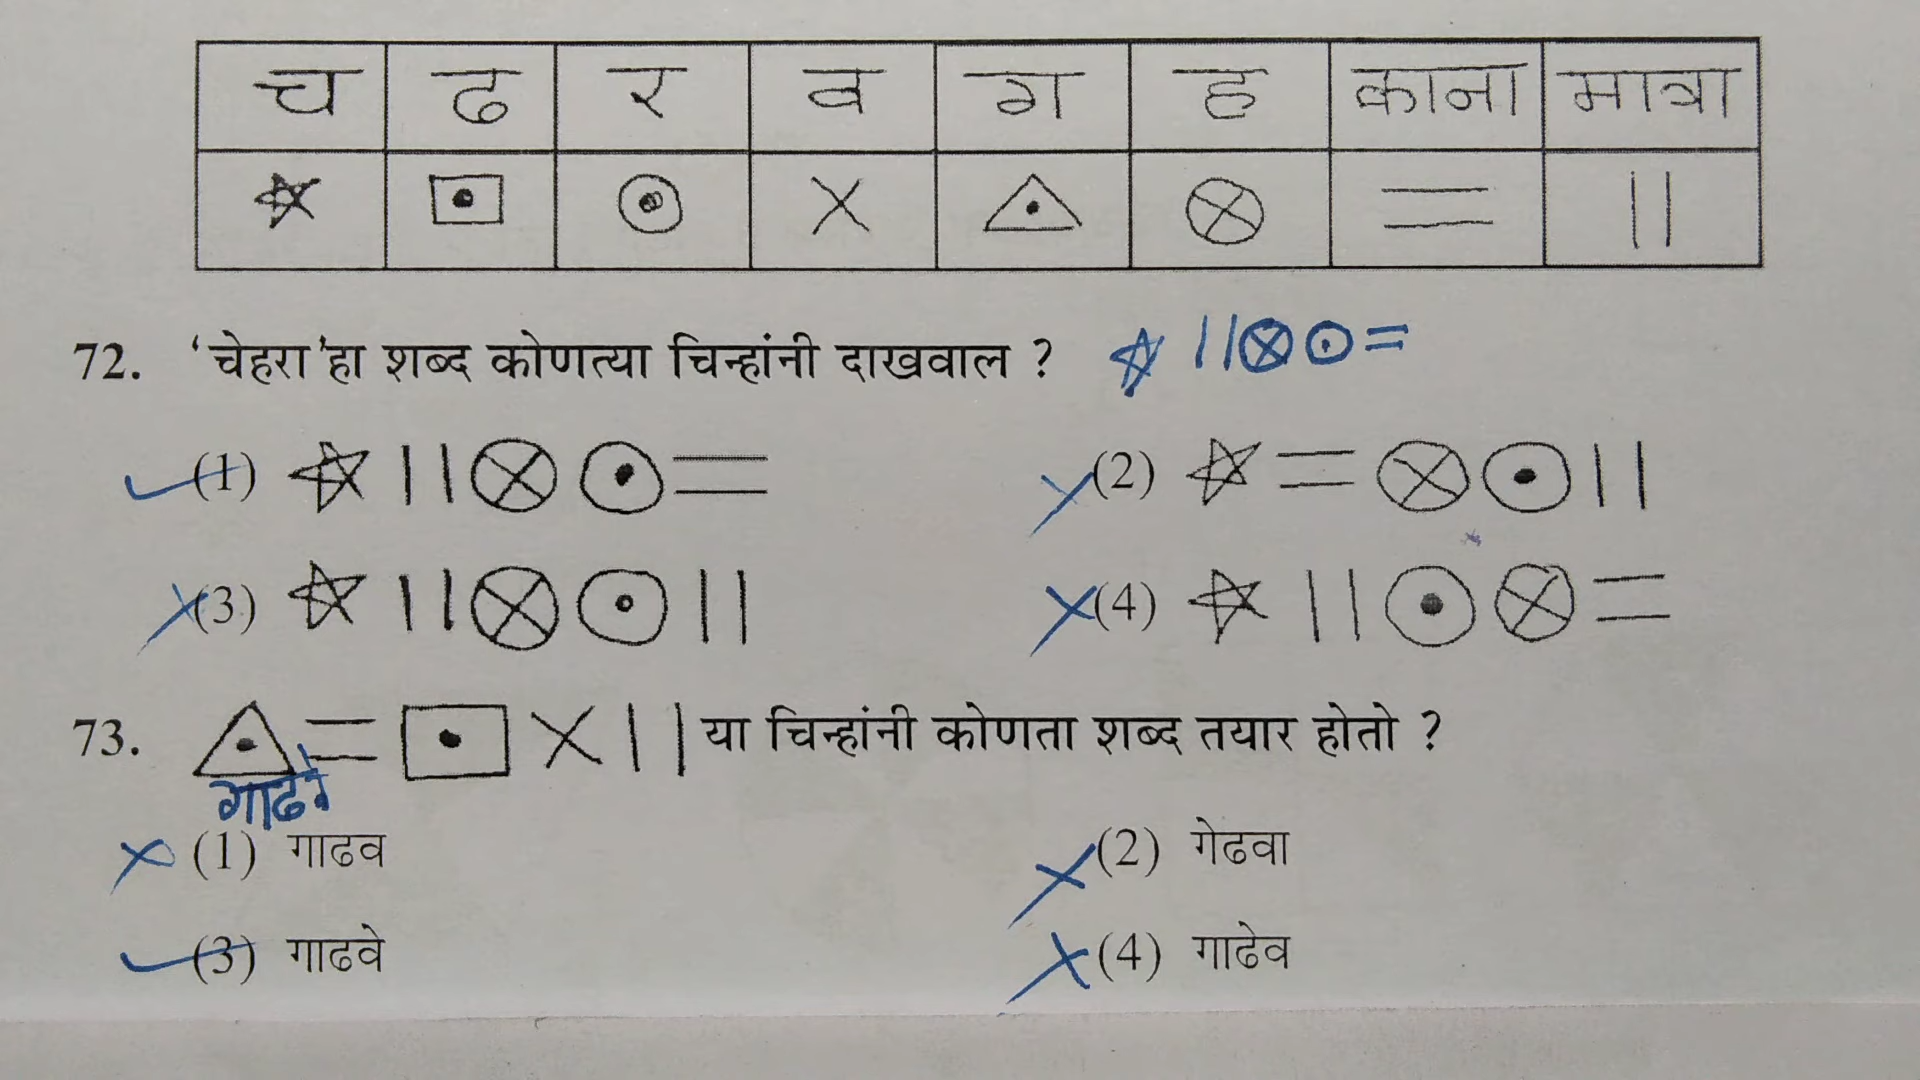 च ढ र व ग ह काना मात्रा
72. 'चेहरा' हा शब्द कोणत्या चिन्हांनी दाखवाल ?
(1) (2)
(3) (4)
73. या चिन्हांनी कोणता शब्द तयार होतो ?
गाढवे
(1) गाढव (2) गेढवा
(3) गाढवे (4) गाढेव